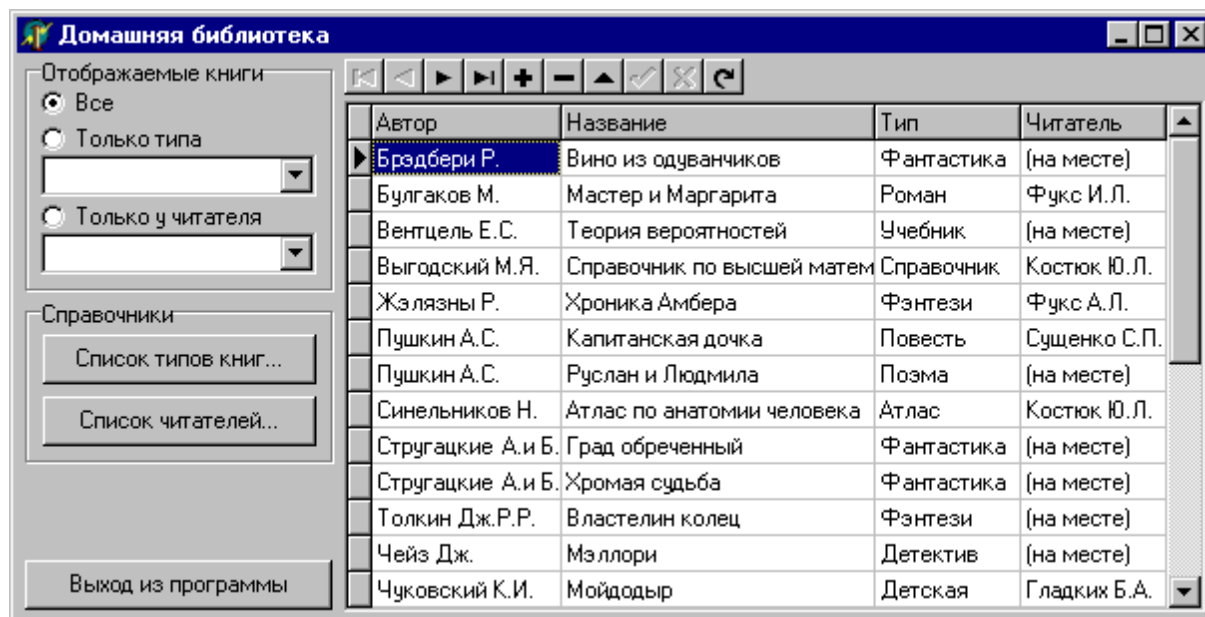 Домашняя библиотека
Отображаемые книги
Все
Только типа
Только у читателя
Справочники
Список типов книг...
Список читателей...
Выход из программы
Автор Название Тип Читатель
Брэдбери Р. Вино из одуванчиков Фантастика (на месте)
Булгаков М. Мастер и Маргарита Роман Фукс И.Л.
Вентцель Е.С. Теория вероятностей Учебник (на месте)
Выгодский М.Я. Справочник по высшей матем Справочник Костюк Ю.Л.
Жэлязны Р. Хроника Амбера Фэнтези Фукс А.Л.
Пушкин А.С. Капитанская дочка Повесть Сущенко С.П.
Пушкин А.С. Руслан и Людмила Поэма (на месте)
Синельников Н. Атлас по анатомии человека Атлас Костюк Ю.Л.
Стругацкие А.и Б. Град обреченный Фантастика (на месте)
Стругацкие А.и Б. Хромая судьба Фантастика (на месте)
Толкин Дж.Р.Р. Властелин колец Фэнтези (на месте)
Чейз Дж. Мэллори Детектив (на месте)
Чуковский К.И. Мойдодыр Детская Гладких Б.А.